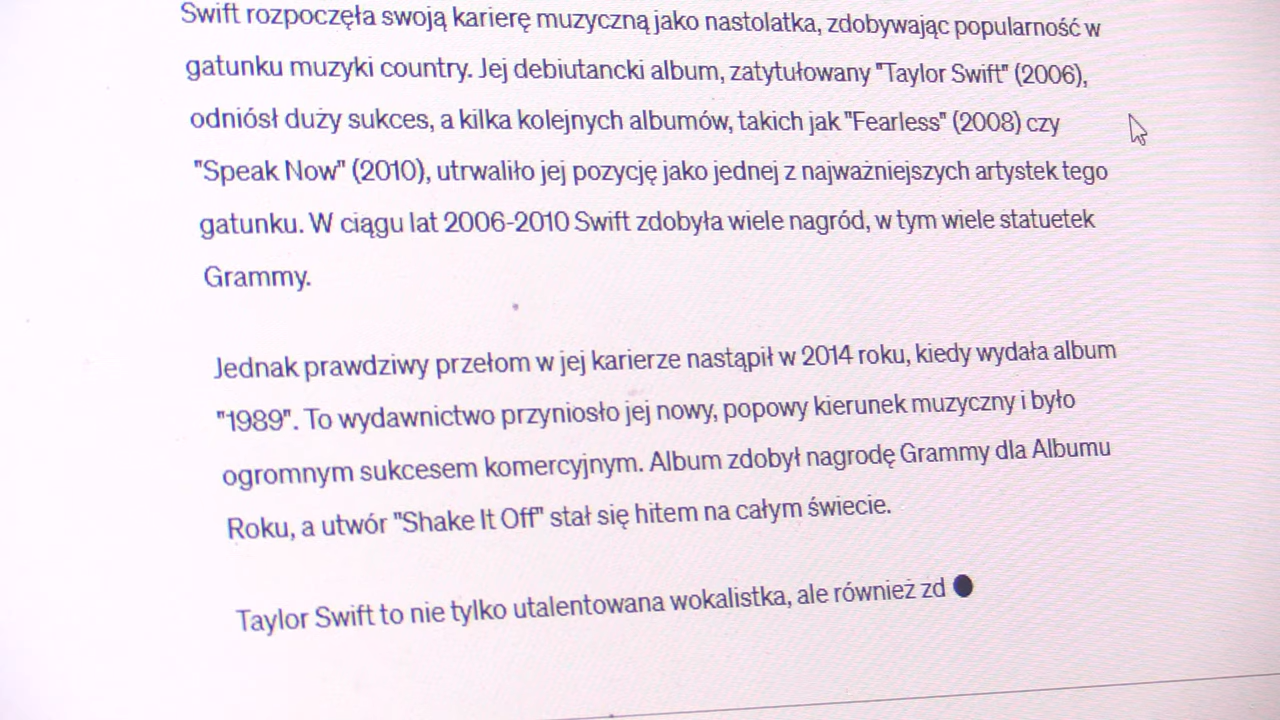 Swift rozpoczęła swoją karierę muzyczną jako nastolatka, zdobywając popularność w
gatunku muzyki country. Jej debiutancki album, zatytułowany "Taylor Swift" (2006),
odniósł duży sukces, a kilka kolejnych albumów, takich jak "Fearless" (2008) czy
"Speak Now" (2010), utrwaliło jej pozycję jako jednej z najważniejszych artystek tego
gatunku. W ciągu lat 2006-2010 Swift zdobyła wiele nagród, w tym wiele statuetek
Grammy.
Jednak prawdziwy przełom w jej karierze nastąpił w 2014 roku, kiedy wydała album
"1989". To wydawnictwo przyniosło jej nowy, popowy kierunek muzyczny i było
ogromnym sukcesem komercyjnym. Album zdobył nagrodę Grammy dla Albumu
Roku, a utwór "Shake It Off" stał się hitem na całym świecie.
Taylor Swift to nie tylko utalentowana wokalistka, ale również zd